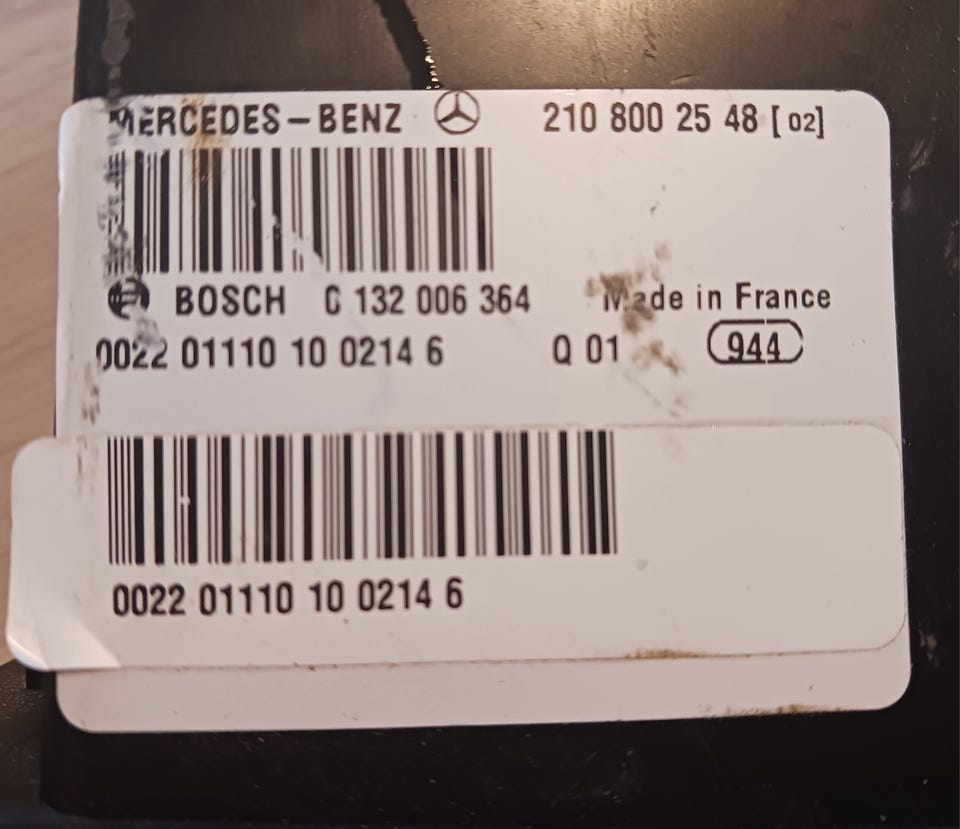 MERCEDES-BENZ 210 800 25 48 [02]
BOSCH C 132 006 364 Made in France
0022 01110 10 0214 6 Q 01 944
0022 01110 10 0214 6